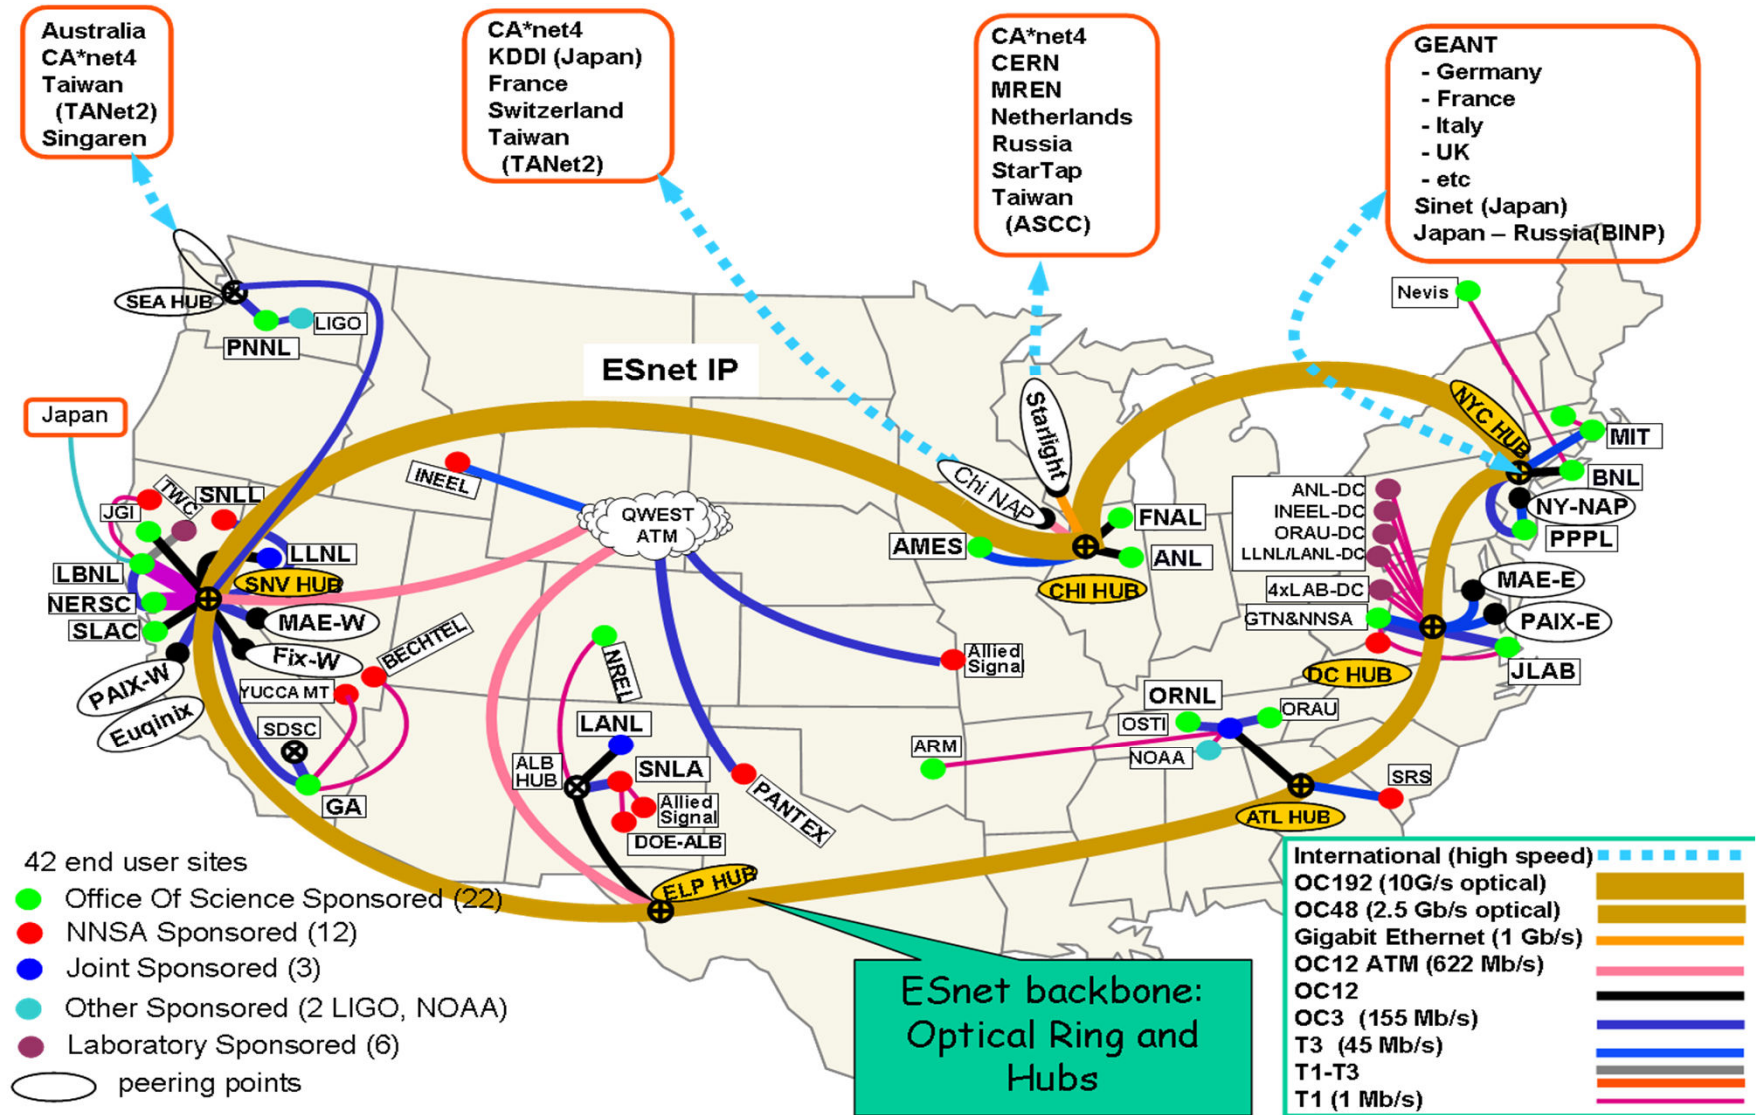 Australia
CA*net4
Taiwan
(TANet2)
Singaren
CA*net4
KDDI (Japan)
France
Switzerland
Taiwan
(TANet2)
CA*net4
CERN
MREN
Netherlands
Russia
StarTap
Taiwan
(ASCC)
GEANT
- Germany
- France
- Italy
- UK
- etc
Sinet (Japan)
Japan – Russia(BINP)
SEA HUB
LIGO
PNNL
ESnet IP
Japan
INEEL
QWEST
ATM
Starlight
Chi NAP
FNAL
AMES
ANL
CHI HUB
Nevis
NYC HUB
MIT
BNL
NY-NAP
PPPL
ANL-DC
INEEL-DC
ORAU-DC
LLNL/LANL-DC
4xLAB-DC
GTN&NNSA
MAE-E
PAIX-E
JLAB
DC HUB
TWC
SNLL
JGI
LLNL
LBNL
SNV HUB
NERSC
SLAC
MAE-W
Fix-W
PAIX-W
Euqinix
BECHTEL
YUCCA MT
SDSC
GA
NREL
LANL
ALB
HUB
SNLA
Allied
Signal
DOE-ALB
PANTEX
Allied
Signal
ELP HUB
ARM
ORNL
OSTI
ORAU
NOAA
SRS
ATL HUB
42 end user sites
Office Of Science Sponsored (22)
NNSA Sponsored (12)
Joint Sponsored (3)
Other Sponsored (2 LIGO, NOAA)
Laboratory Sponsored (6)
peering points
ESnet backbone:
Optical Ring and
Hubs
International (high speed)
OC192 (10G/s optical)
OC48 (2.5 Gb/s optical)
Gigabit Ethernet (1 Gb/s)
OC12 ATM (622 Mb/s)
OC12
OC3 (155 Mb/s)
T3 (45 Mb/s)
T1-T3
T1 (1 Mb/s)